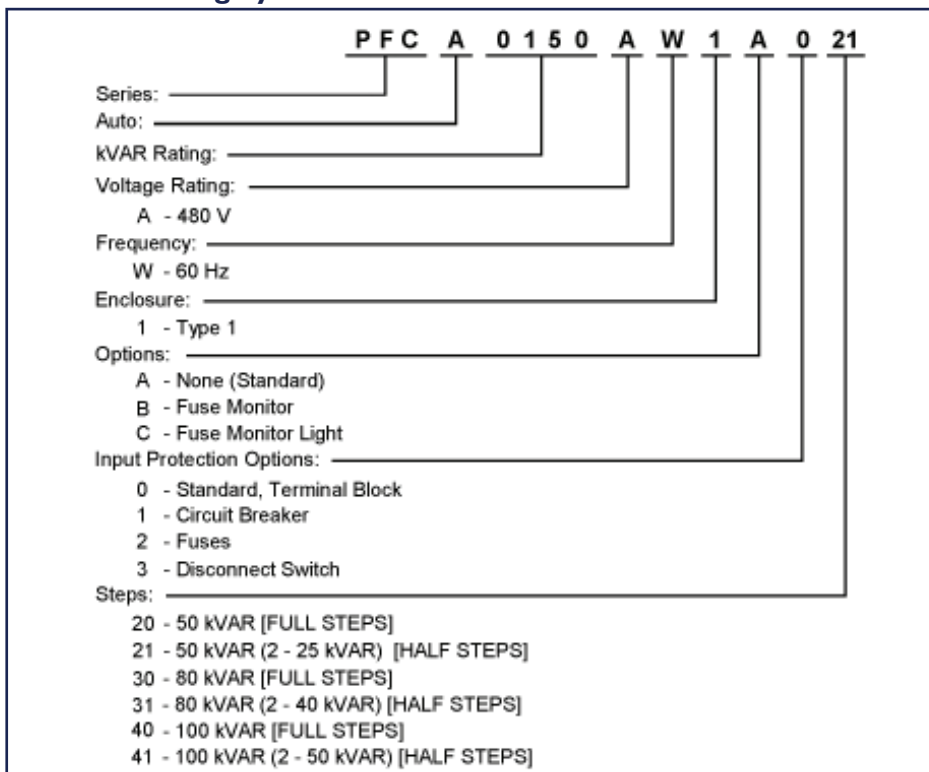 PFC A 0150 A W 1 A 0 21
Series:
Auto:
kVAR Rating:
Voltage Rating:
A - 480 V
Frequency:
W - 60 Hz
Enclosure:
1 - Type 1
Options:
A - None (Standard)
B - Fuse Monitor
C - Fuse Monitor Light
Input Protection Options:
0 - Standard, Terminal Block
1 - Circuit Breaker
2 - Fuses
3 - Disconnect Switch
Steps:
20 - 50 kVAR [FULL STEPS]
21 - 50 kVAR (2 - 25 kVAR) [HALF STEPS]
30 - 80 kVAR [FULL STEPS]
31 - 80 kVAR (2 - 40 kVAR) [HALF STEPS]
40 - 100 kVAR [FULL STEPS]
41 - 100 kVAR (2 - 50 kVAR) [HALF STEPS]